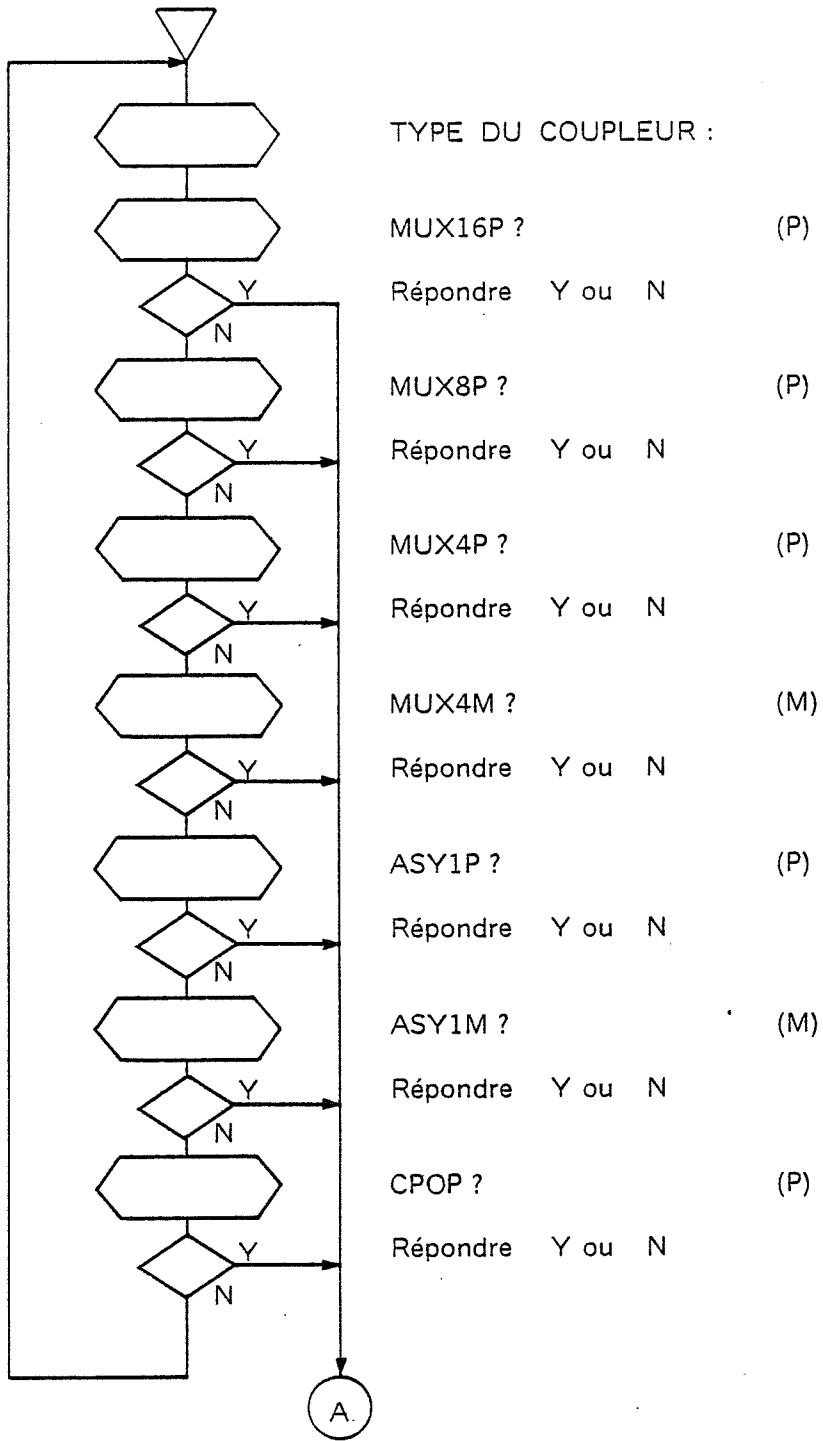 TYPE DU COUPLEUR :
MUX16P ? (P)
Y Répondre Y ou N
N
MUX8P ? (P)
Y Répondre Y ou N
N
MUX4P ? (P)
Y Répondre Y ou N
N
MUX4M ? (M)
Y Répondre Y ou N
N
ASY1P ? (P)
Y Répondre Y ou N
N
ASY1M ? (M)
Y Répondre Y ou N
N
CPOP ? (P)
Y Répondre Y ou N
N
A.